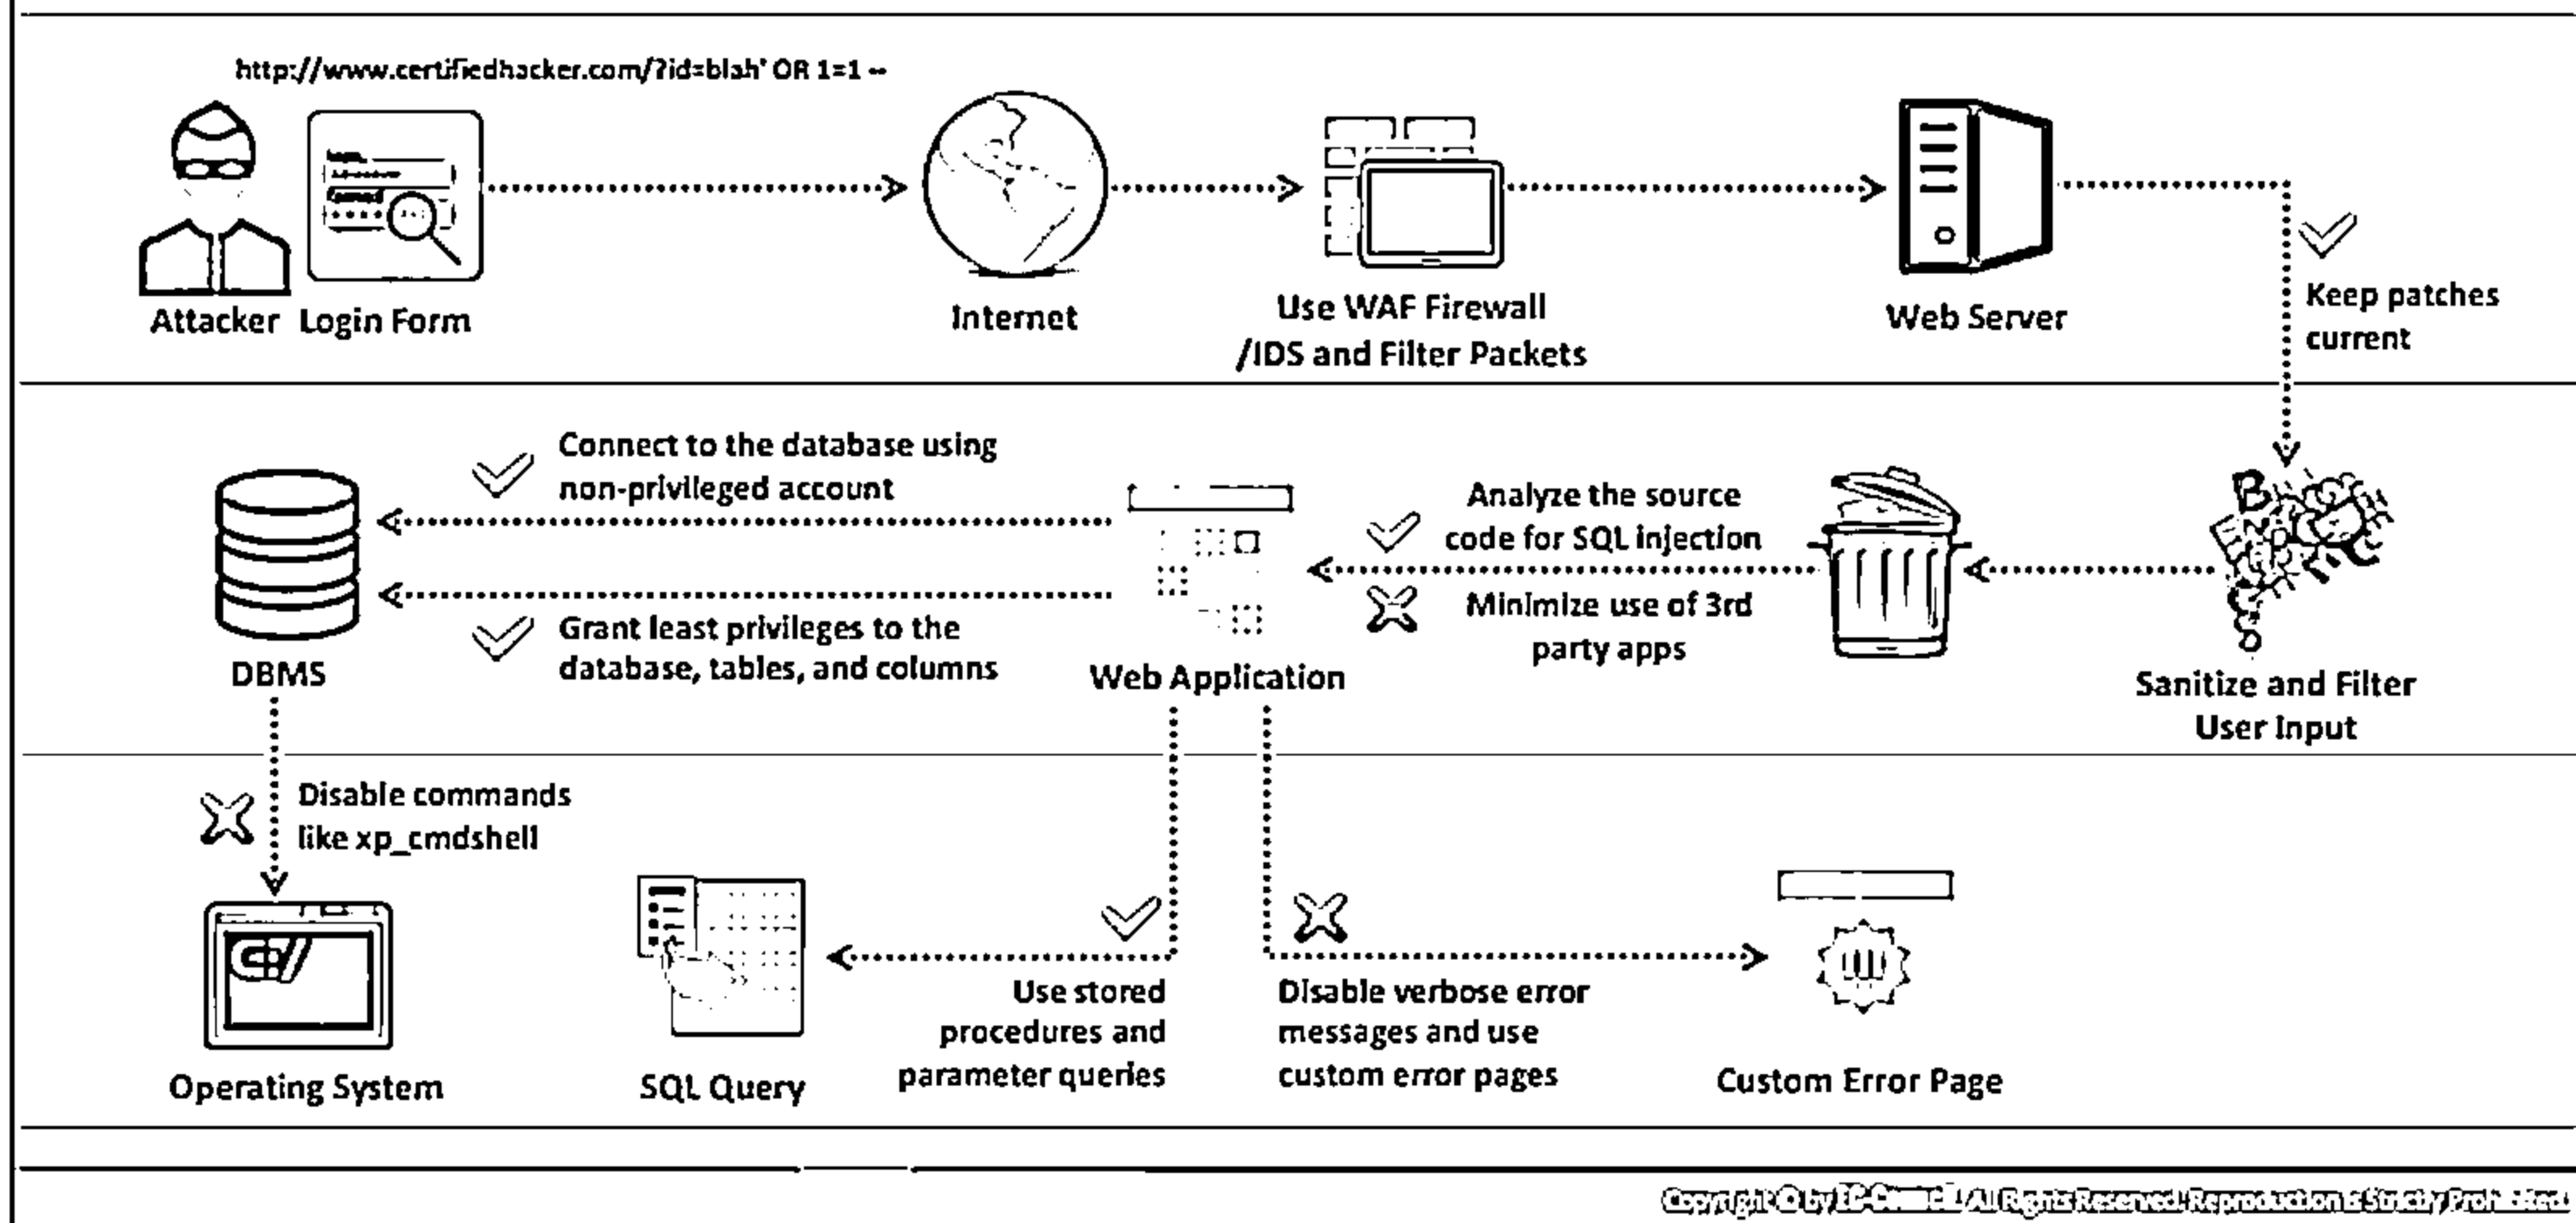 http://www.certifiedhacker.com/?id=blah' OR 1=1 --
Attacker
Login Form
Internet
Use WAF Firewall
/IDS and Filter Packets
Web Server
Keep patches
current
Connect to the database using
non-privileged account
Grant least privileges to the
database, tables, and columns
DBMS
Web Application
Analyze the source
code for SQL injection
Minimize use of 3rd
party apps
Sanitize and Filter
User Input
Disable commands
like xp_cmdshell
Operating System
SQL Query
Use stored
procedures and
parameter queries
Disable verbose error
messages and use
custom error pages
Custom Error Page
Copyright © by EC-Council. All Rights Reserved. Reproduction is Strictly Prohibited.